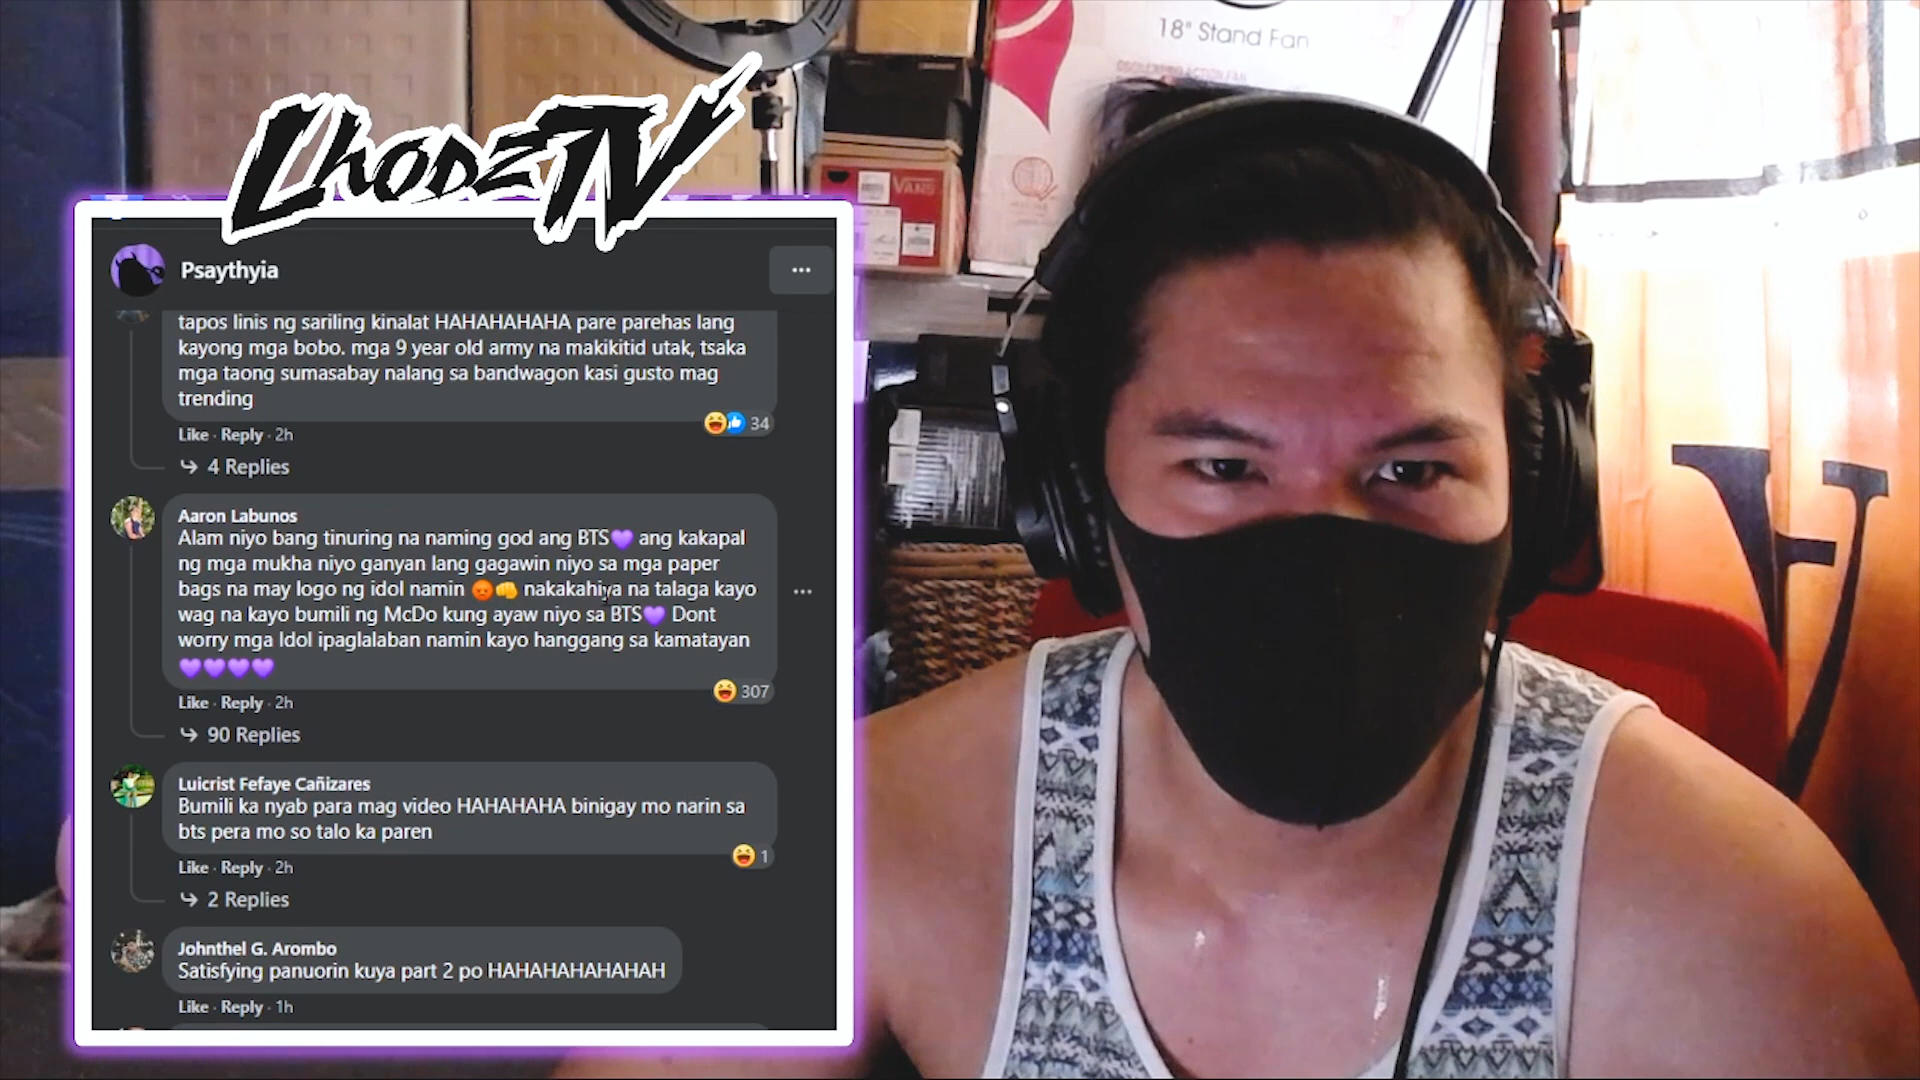 LhodzTV
18" Stand Fan
VANS
Psaythyia
tapos linis ng sariling kinalat HAHAHAHAHA pare parehas lang
kayong mga bobo. mga 9 year old army na makikitid utak, tsaka
mga taong sumasabay nalang sa bandwagon kasi gusto mag
trending
34
Like · Reply · 2h
4 Replies
Aaron Labunos
Alam niyo bang tinuring na naming god ang BTS💜 ang kakapal
ng mga mukha niyo ganyan lang gagawin niyo sa mga paper
bags na may logo ng idol namin 😡👊 nakakahiya na talaga kayo
wag na kayo bumili ng McDo kung ayaw niyo sa BTS💜 Dont
worry mga Idol ipaglalaban namin kayo hanggang sa kamatayan
💜💜💜💜
307
Like · Reply · 2h
90 Replies
Luicrist Fefaye Cañizares
Bumili ka nyab para mag video HAHAHAHA binigay mo narin sa
bts pera mo so talo ka paren
1
Like · Reply · 2h
2 Replies
Johnthel G. Arombo
Satisfying panuorin kuya part 2 po HAHAHAHAHAHAH
Like · Reply · 1h